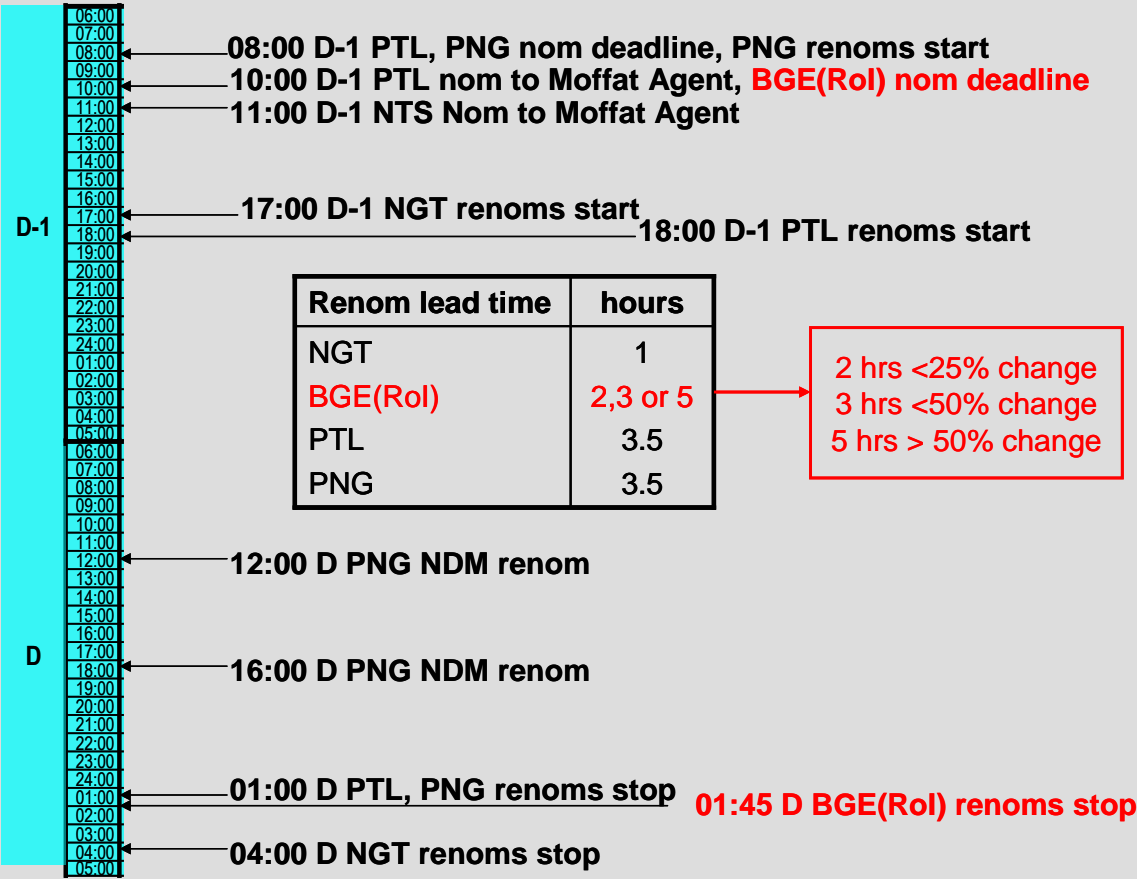 06:00
07:00
08:00
09:00
10:00
11:00
12:00
13:00
14:00
15:00
16:00
17:00
18:00
19:00
20:00
21:00
22:00
23:00
24:00
01:00
02:00
03:00
04:00
05:00
06:00
07:00
08:00
09:00
10:00
11:00
12:00
13:00
14:00
15:00
16:00
17:00
18:00
19:00
20:00
21:00
22:00
23:00
24:00
01:00
02:00
03:00
04:00
05:00
D-1
D
08:00 D-1 PTL, PNG nom deadline, PNG renoms start
10:00 D-1 PTL nom to Moffat Agent, BGE(RoI) nom deadline
11:00 D-1 NTS Nom to Moffat Agent
17:00 D-1 NGT renoms start
18:00 D-1 PTL renoms start
Renom lead time hours
NGT 1
BGE(RoI) 2,3 or 5
PTL 3.5
PNG 3.5
2 hrs <25% change
3 hrs <50% change
5 hrs > 50% change
12:00 D PNG NDM renom
16:00 D PNG NDM renom
01:00 D PTL, PNG renoms stop
01:45 D BGE(RoI) renoms stop
04:00 D NGT renoms stop